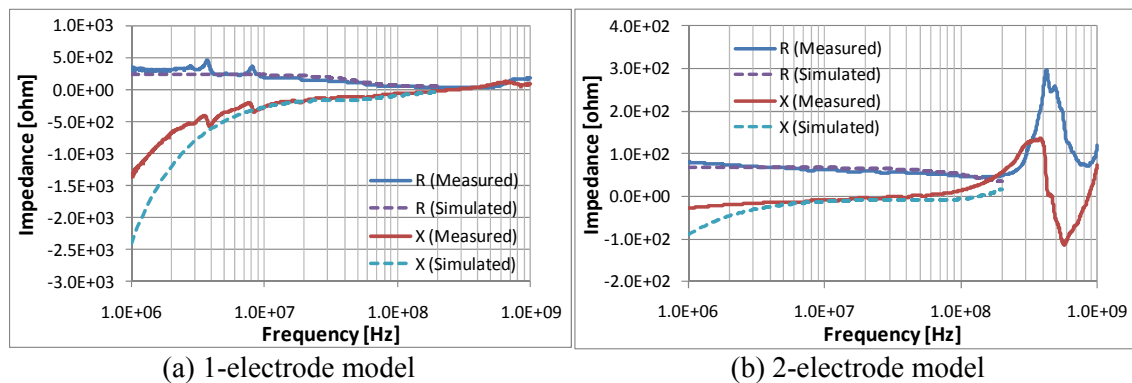 1.0E+03
5.0E+02
0.0E+00
-5.0E+02
-1.0E+03
-1.5E+03
-2.0E+03
-2.5E+03
-3.0E+03
Impedance [ohm]
R (Measured)
R (Simulated)
X (Measured)
X (Simulated)
1.0E+06 1.0E+07 1.0E+08 1.0E+09
Frequency [Hz]
(a) 1-electrode model
4.0E+02
3.0E+02
2.0E+02
1.0E+02
0.0E+00
-1.0E+02
-2.0E+02
Impedance [ohm]
R (Measured)
R (Simulated)
X (Measured)
X (Simulated)
1.0E+06 1.0E+07 1.0E+08 1.0E+09
Frequency [Hz]
(b) 2-electrode model